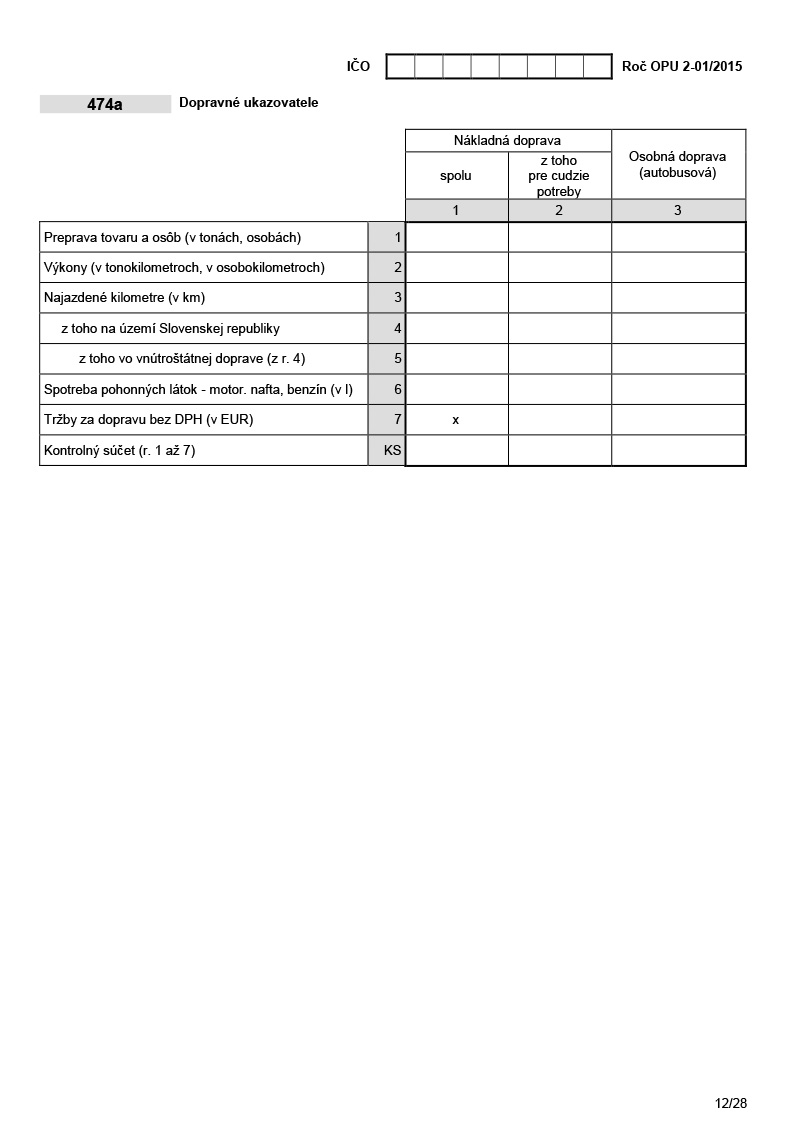 IČO Roč OPU 2-01/2015
474a Dopravné ukazovatele
Nákladná doprava
Osobná doprava
(autobusová)
spolu
z toho
pre cudzie
potreby
1 2 3
Preprava tovaru a osôb (v tonách, osobách) 1
Výkony (v tonokilometroch, v osobokilometroch) 2
Najazdené kilometre (v km) 3
z toho na území Slovenskej republiky 4
z toho vo vnútroštátnej doprave (z r. 4) 5
Spotreba pohonných látok - motor. nafta, benzín (v l) 6
Tržby za dopravu bez DPH (v EUR) 7 x
Kontrolný súčet (r. 1 až 7) KS
12/28